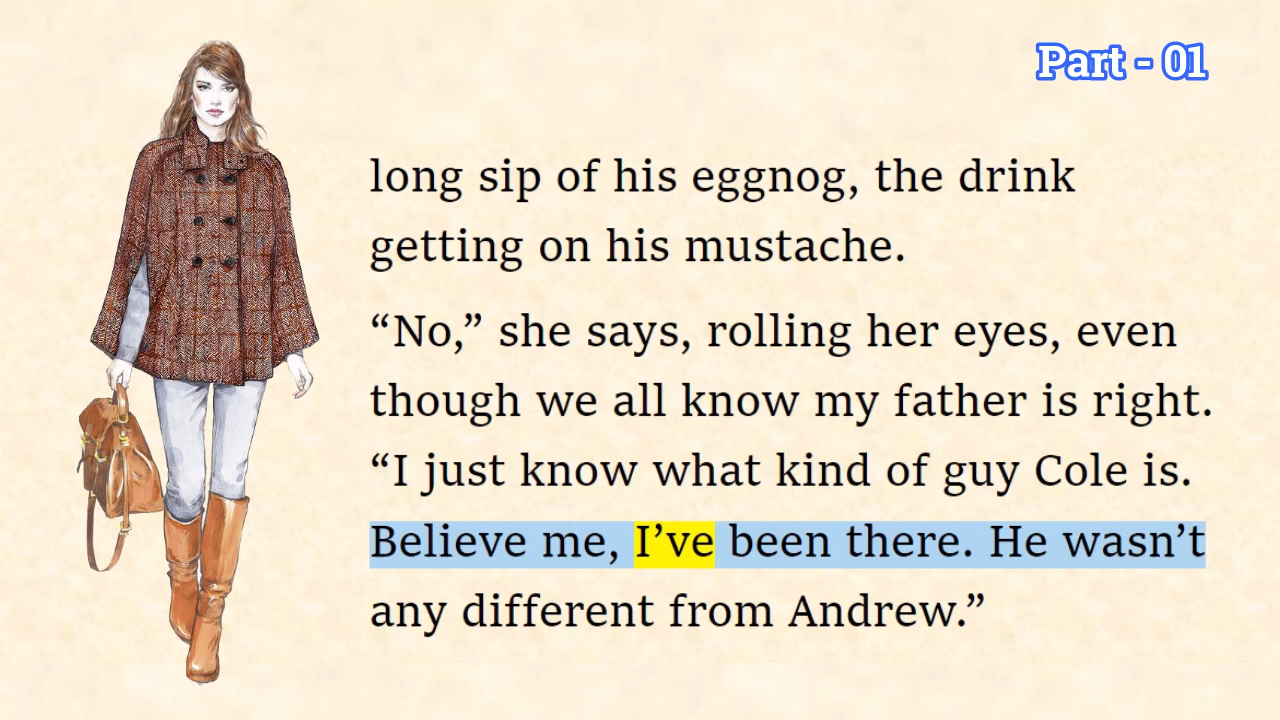 Part - 01
long sip of his eggnog, the drink
getting on his mustache.
“No,” she says, rolling her eyes, even
though we all know my father is right.
“I just know what kind of guy Cole is.
Believe me, I’ve been there. He wasn’t
any different from Andrew.”